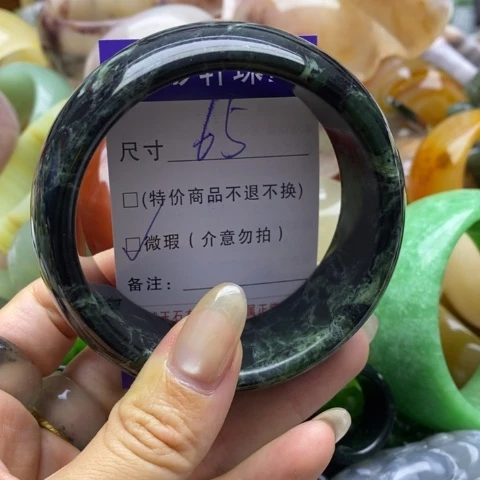 尺寸 65
□(特价商品不退不换)
☑微瑕(介意勿拍)
备注: